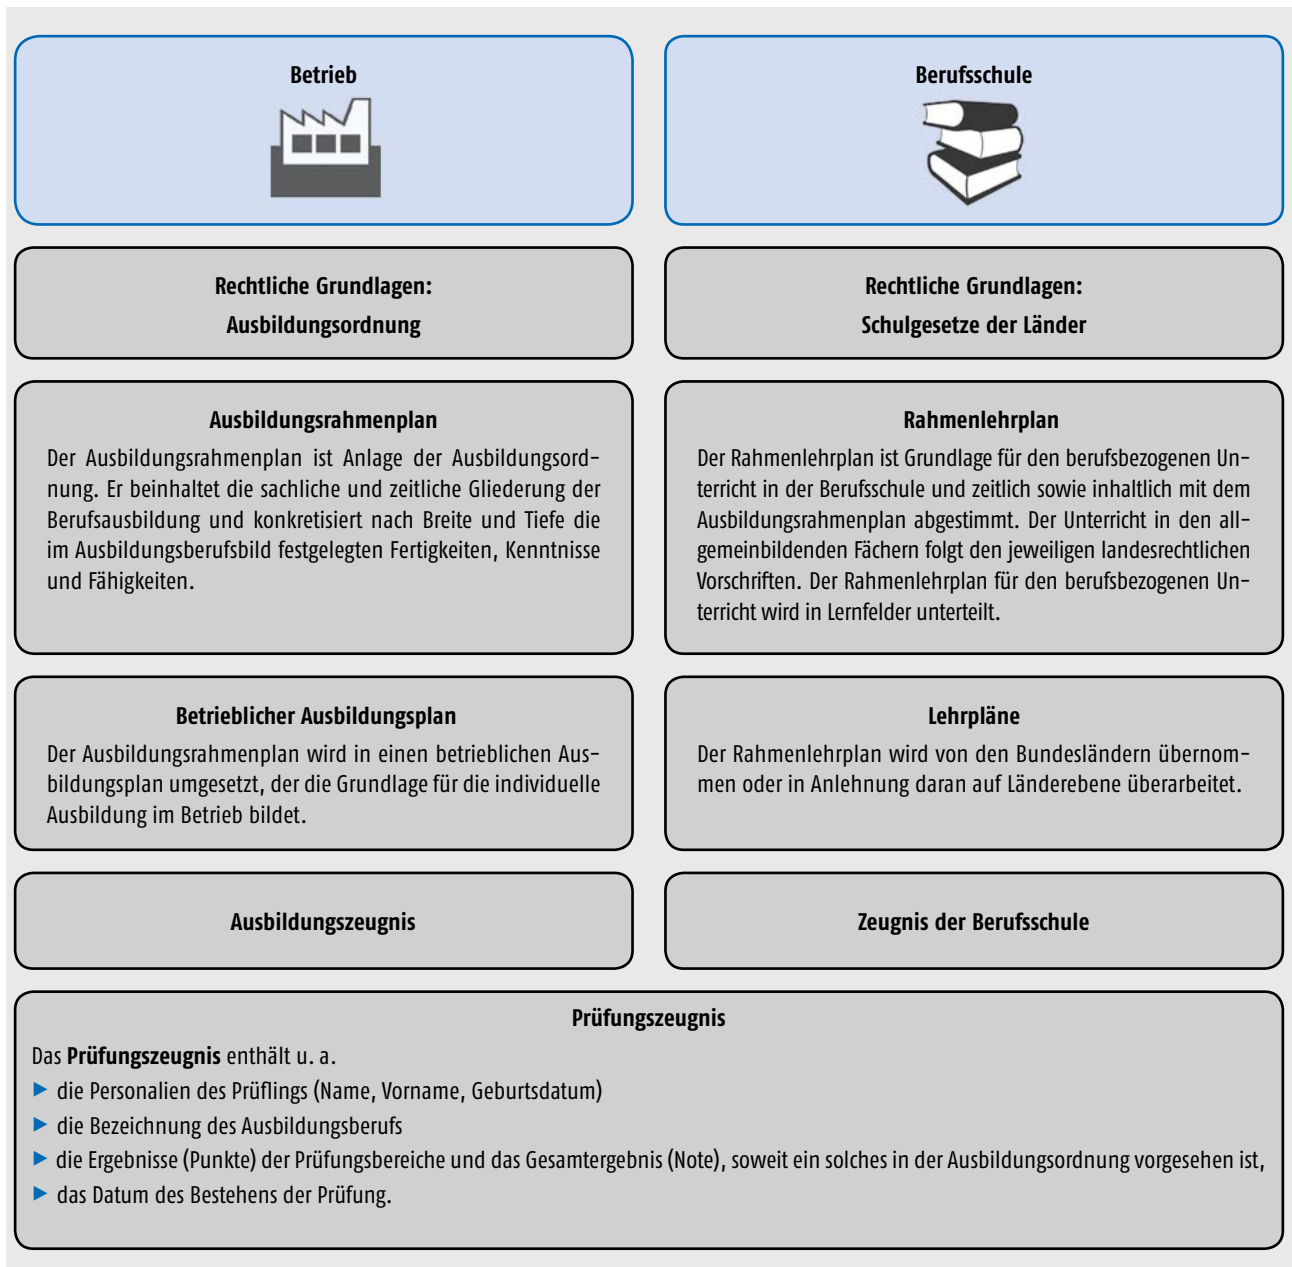 Betrieb
Berufsschule
Rechtliche Grundlagen:
Ausbildungsordnung
Rechtliche Grundlagen:
Schulgesetze der Länder
Ausbildungsrahmenplan
Der Ausbildungsrahmenplan ist Anlage der Ausbildungsord-
nung. Er beinhaltet die sachliche und zeitliche Gliederung der
Berufsausbildung und konkretisiert nach Breite und Tiefe die
im Ausbildungsberufsbild festgelegten Fertigkeiten, Kenntnisse
und Fähigkeiten.
Rahmenlehrplan
Der Rahmenlehrplan ist Grundlage für den berufsbezogenen Un-
terricht in der Berufsschule und zeitlich sowie inhaltlich mit dem
Ausbildungsrahmenplan abgestimmt. Der Unterricht in den all-
gemeinbildenden Fächern folgt den jeweiligen landesrechtlichen
Vorschriften. Der Rahmenlehrplan für den berufsbezogenen Un-
terricht wird in Lernfelder unterteilt.
Betrieblicher Ausbildungsplan
Der Ausbildungsrahmenplan wird in einen betrieblichen Aus-
bildungsplan umgesetzt, der die Grundlage für die individuelle
Ausbildung im Betrieb bildet.
Lehrpläne
Der Rahmenlehrplan wird von den Bundesländern übernom-
men oder in Anlehnung daran auf Länderebene überarbeitet.
Ausbildungszeugnis
Zeugnis der Berufsschule
Prüfungszeugnis
Das Prüfungszeugnis enthält u. a.
▶ die Personalien des Prüflings (Name, Vorname, Geburtsdatum)
▶ die Bezeichnung des Ausbildungsberufs
▶ die Ergebnisse (Punkte) der Prüfungsbereiche und das Gesamtergebnis (Note), soweit ein solches in der Ausbildungsordnung vorgesehen ist,
▶ das Datum des Bestehens der Prüfung.